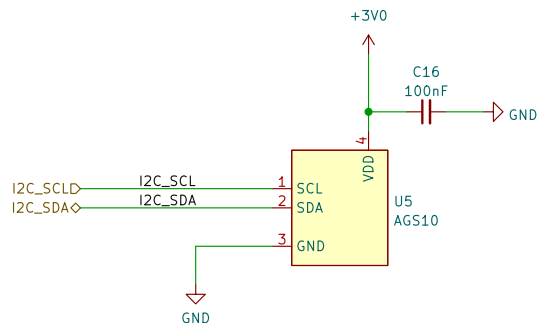 +3V0
C16
100nF
GND
4
VDD
I2C_SCL
I2C_SCL
1
SCL
U5
I2C_SDA
I2C_SDA
2
SDA
AGS10
3
GND
GND